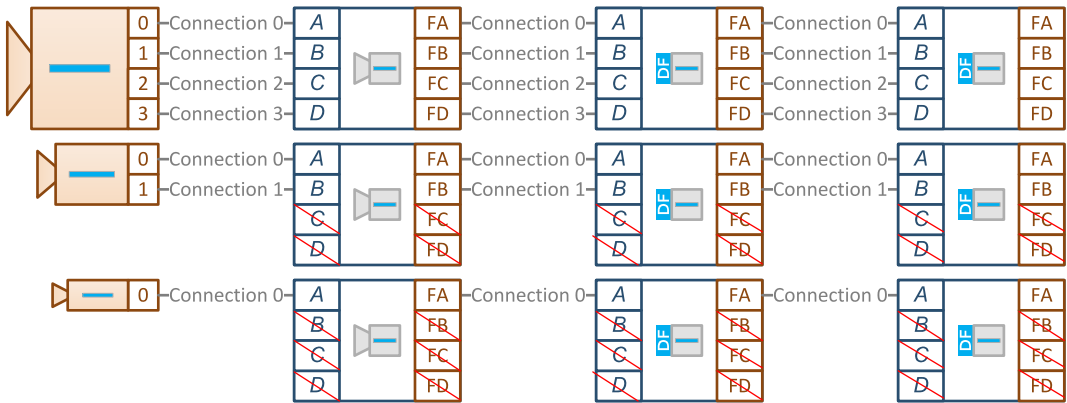 0 Connection 0 A FA Connection 0 A FA Connection 0 A FA
1 Connection 1 B FB Connection 1 B FB Connection 1 B FB
2 Connection 2 C FC Connection 2 C FC Connection 2 C FC
3 Connection 3 D FD Connection 3 D FD Connection 3 D FD
DF DF
0 Connection 0 A FA Connection 0 A FA Connection 0 A FA
1 Connection 1 B FB Connection 1 B FB Connection 1 B FB
C FC C FC C FC
D FD D FD D FD
DF DF
0 Connection 0 A FA Connection 0 A FA Connection 0 A FA
B FB B FB B FB
C FC C FC C FC
D FD D FD D FD
DF DF